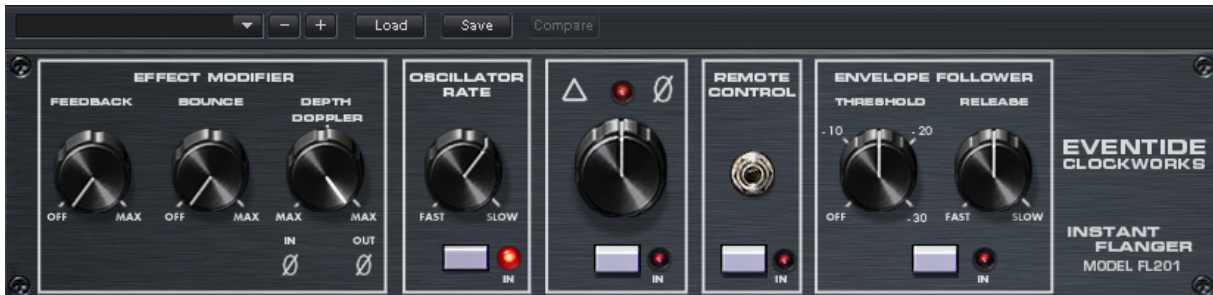 Load Save Compare
EFFECT MODIFIER
FEEDBACK BOUNCE DEPTH
DOPPLER
OFF MAX OFF MAX MAX MAX
IN OUT
Ø Ø
OSCILLATOR
RATE
FAST SLOW
IN
Δ Ø
IN
REMOTE
CONTROL
IN
ENVELOPE FOLLOWER
THRESHOLD RELEASE
-10 -20
OFF -30 FAST SLOW
IN
EVENTIDE
CLOCKWORKS
INSTANT
FLANGER
MODEL FL201